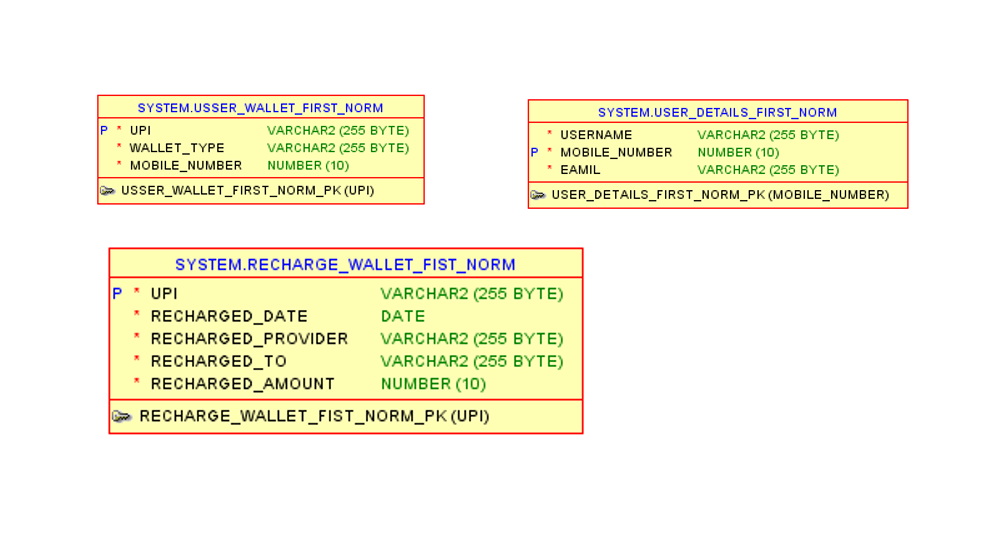 SYSTEM.USSER_WALLET_FIRST_NORM
P * UPI VARCHAR2 (255 BYTE)
* WALLET_TYPE VARCHAR2 (255 BYTE)
* MOBILE_NUMBER NUMBER (10)
USSER_WALLET_FIRST_NORM_PK (UPI)
SYSTEM.USER_DETAILS_FIRST_NORM
* USERNAME VARCHAR2 (255 BYTE)
P * MOBILE_NUMBER NUMBER (10)
* EAMIL VARCHAR2 (255 BYTE)
USER_DETAILS_FIRST_NORM_PK (MOBILE_NUMBER)
SYSTEM.RECHARGE_WALLET_FIST_NORM
P * UPI VARCHAR2 (255 BYTE)
* RECHARGED_DATE DATE
* RECHARGED_PROVIDER VARCHAR2 (255 BYTE)
* RECHARGED_TO VARCHAR2 (255 BYTE)
* RECHARGED_AMOUNT NUMBER (10)
RECHARGE_WALLET_FIST_NORM_PK (UPI)